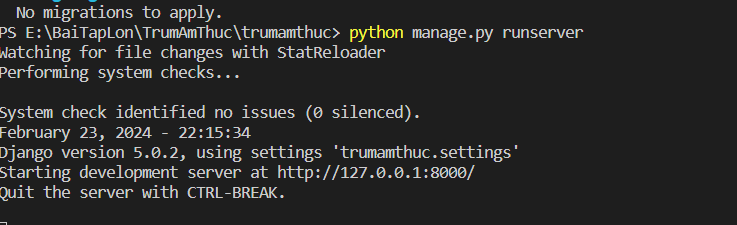 No migrations to apply.
PS E:\BaiTapLon\TrumAmThuc\trumamthuc> python manage.py runserver
Watching for file changes with StatReloader
Performing system checks...
System check identified no issues (0 silenced).
February 23, 2024 - 22:15:34
Django version 5.0.2, using settings 'trumamthuc.settings'
Starting development server at http://127.0.0.1:8000/
Quit the server with CTRL-BREAK.